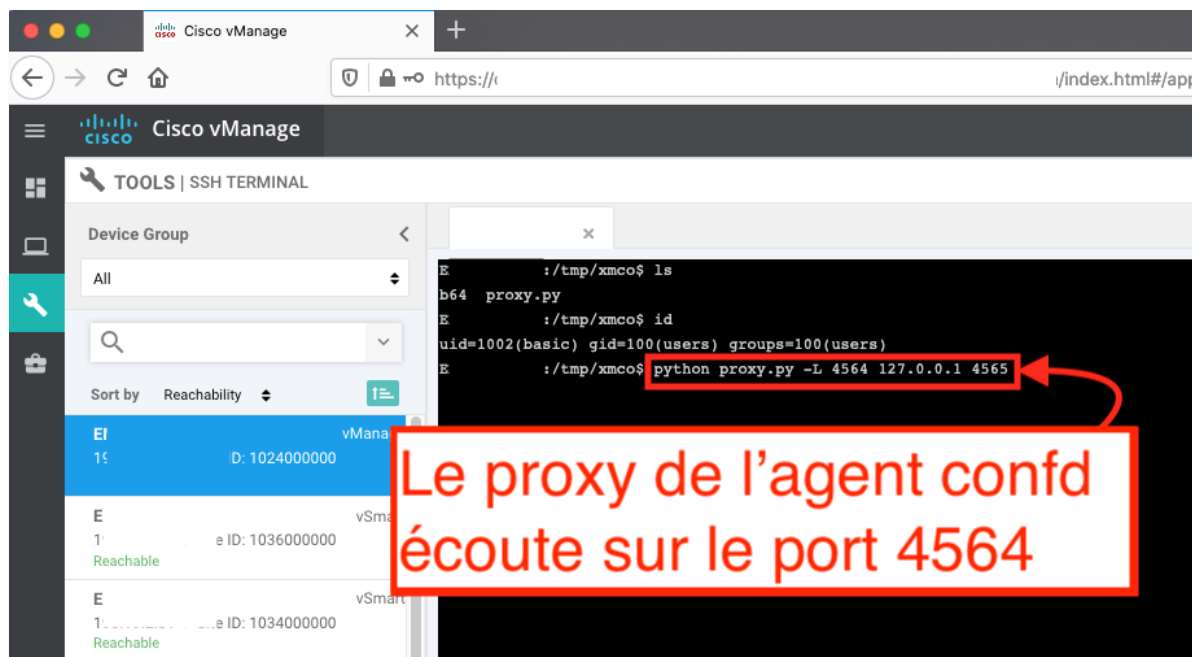 Cisco vManage
https://
/index.html#/app
cisco Cisco vManage
TOOLS | SSH TERMINAL
Device Group
All
E :/tmp/xmco$ ls
b64 proxy.py
E :/tmp/xmco$ id
uid=1002(basic) gid=100(users) groups=100(users)
E :/tmp/xmco$ python proxy.py -L 4564 127.0.0.1 4565
Sort by Reachability
vMana
ID: 1024000000
E vSma
e ID: 1036000000
Reachable
E vSmart
e ID: 1034000000
Reachable
Le proxy de l'agent confd
écoute sur le port 4564